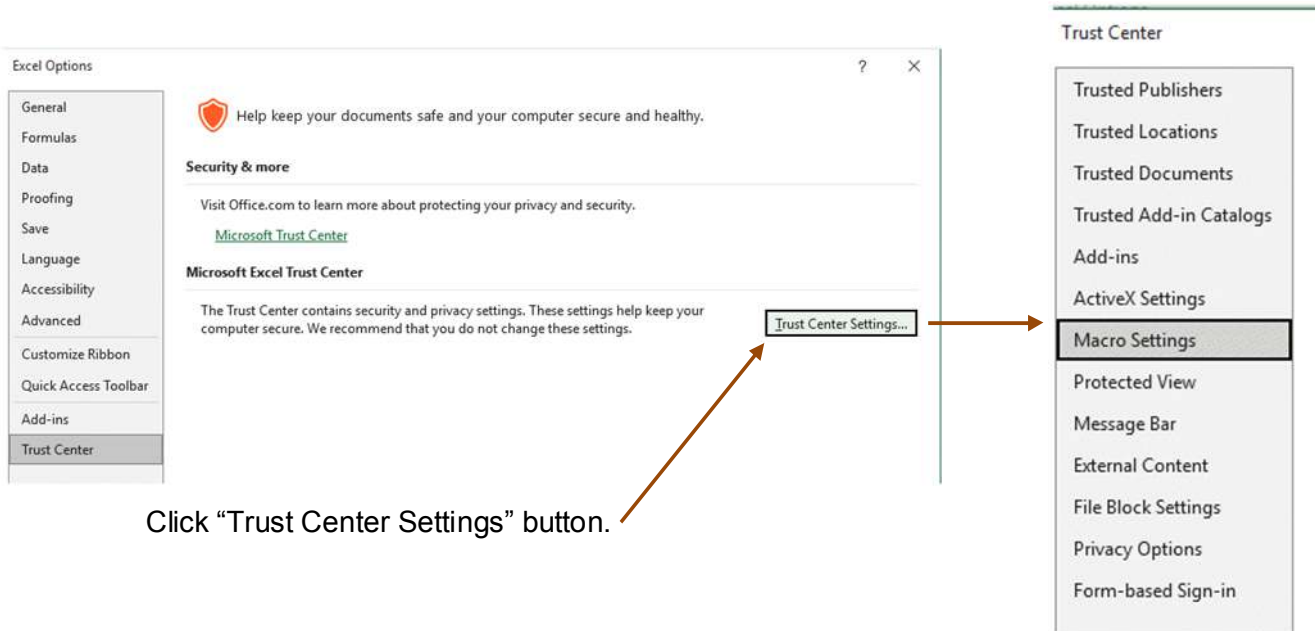 Excel Options
?
General
Formulas
Data
Proofing
Save
Language
Accessibility
Advanced
Customize Ribbon
Quick Access Toolbar
Add-ins
Trust Center
Help keep your documents safe and your computer secure and healthy.
Security & more
Visit Office.com to learn more about protecting your privacy and security.
Microsoft Trust Center
Microsoft Excel Trust Center
The Trust Center contains security and privacy settings. These settings help keep your
computer secure. We recommend that you do not change these settings.
Trust Center Settings...
Click “Trust Center Settings” button.
Trust Center
Trusted Publishers
Trusted Locations
Trusted Documents
Trusted Add-in Catalogs
Add-ins
ActiveX Settings
Macro Settings
Protected View
Message Bar
External Content
File Block Settings
Privacy Options
Form-based Sign-in